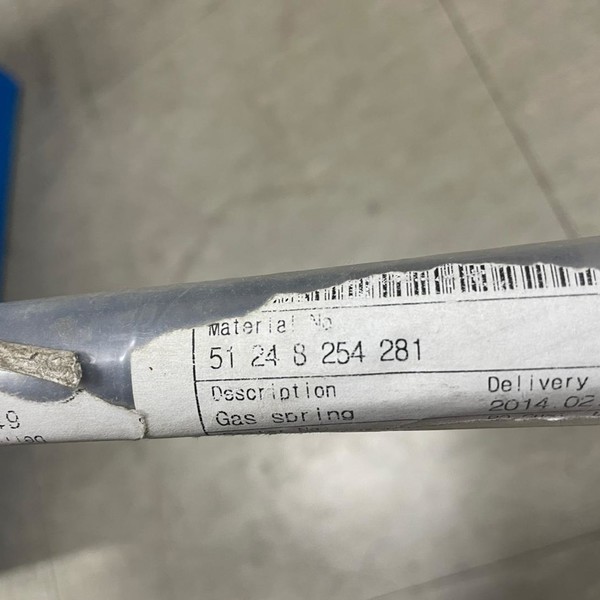 Material No
51 24 8 254 281
Description
Delivery
Gas spring
2014.02